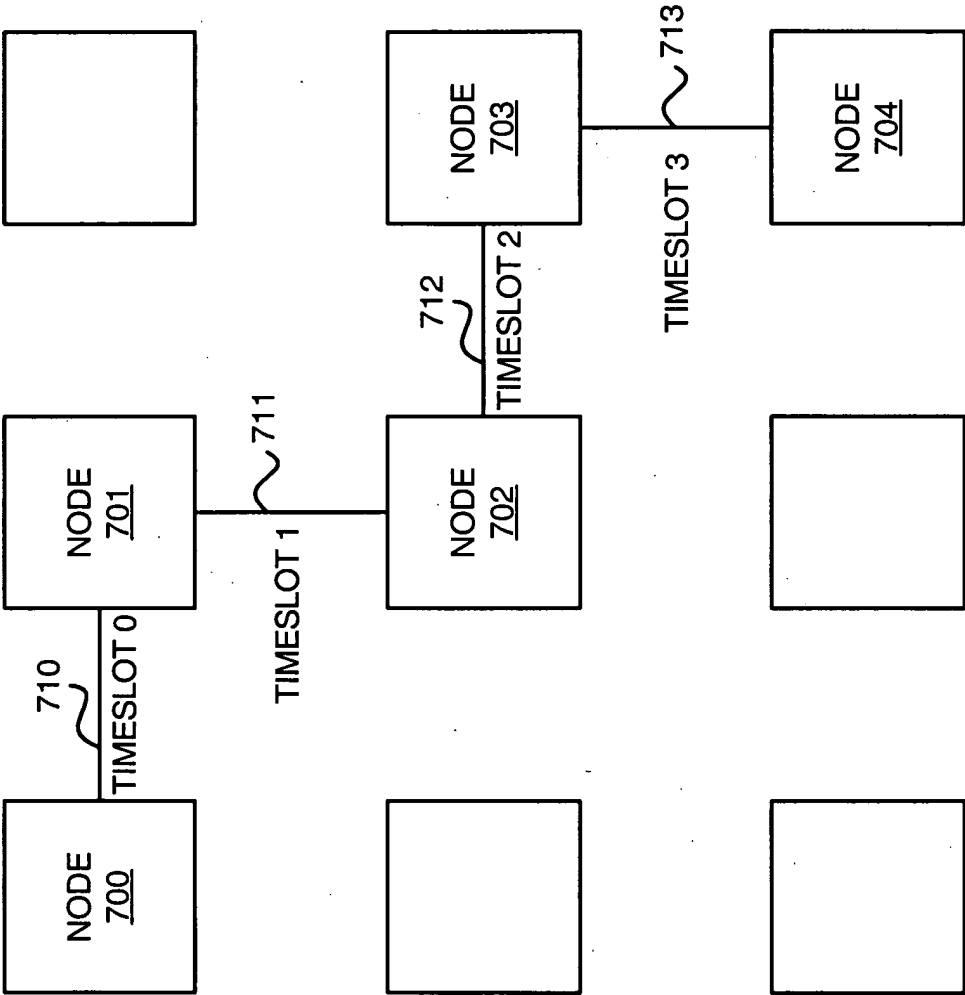 NODE
700
710
TIMESLOT 0
NODE
701
TIMESLOT 1
711
NODE
702
712
TIMESLOT 2
NODE
703
TIMESLOT 3
713
NODE
704